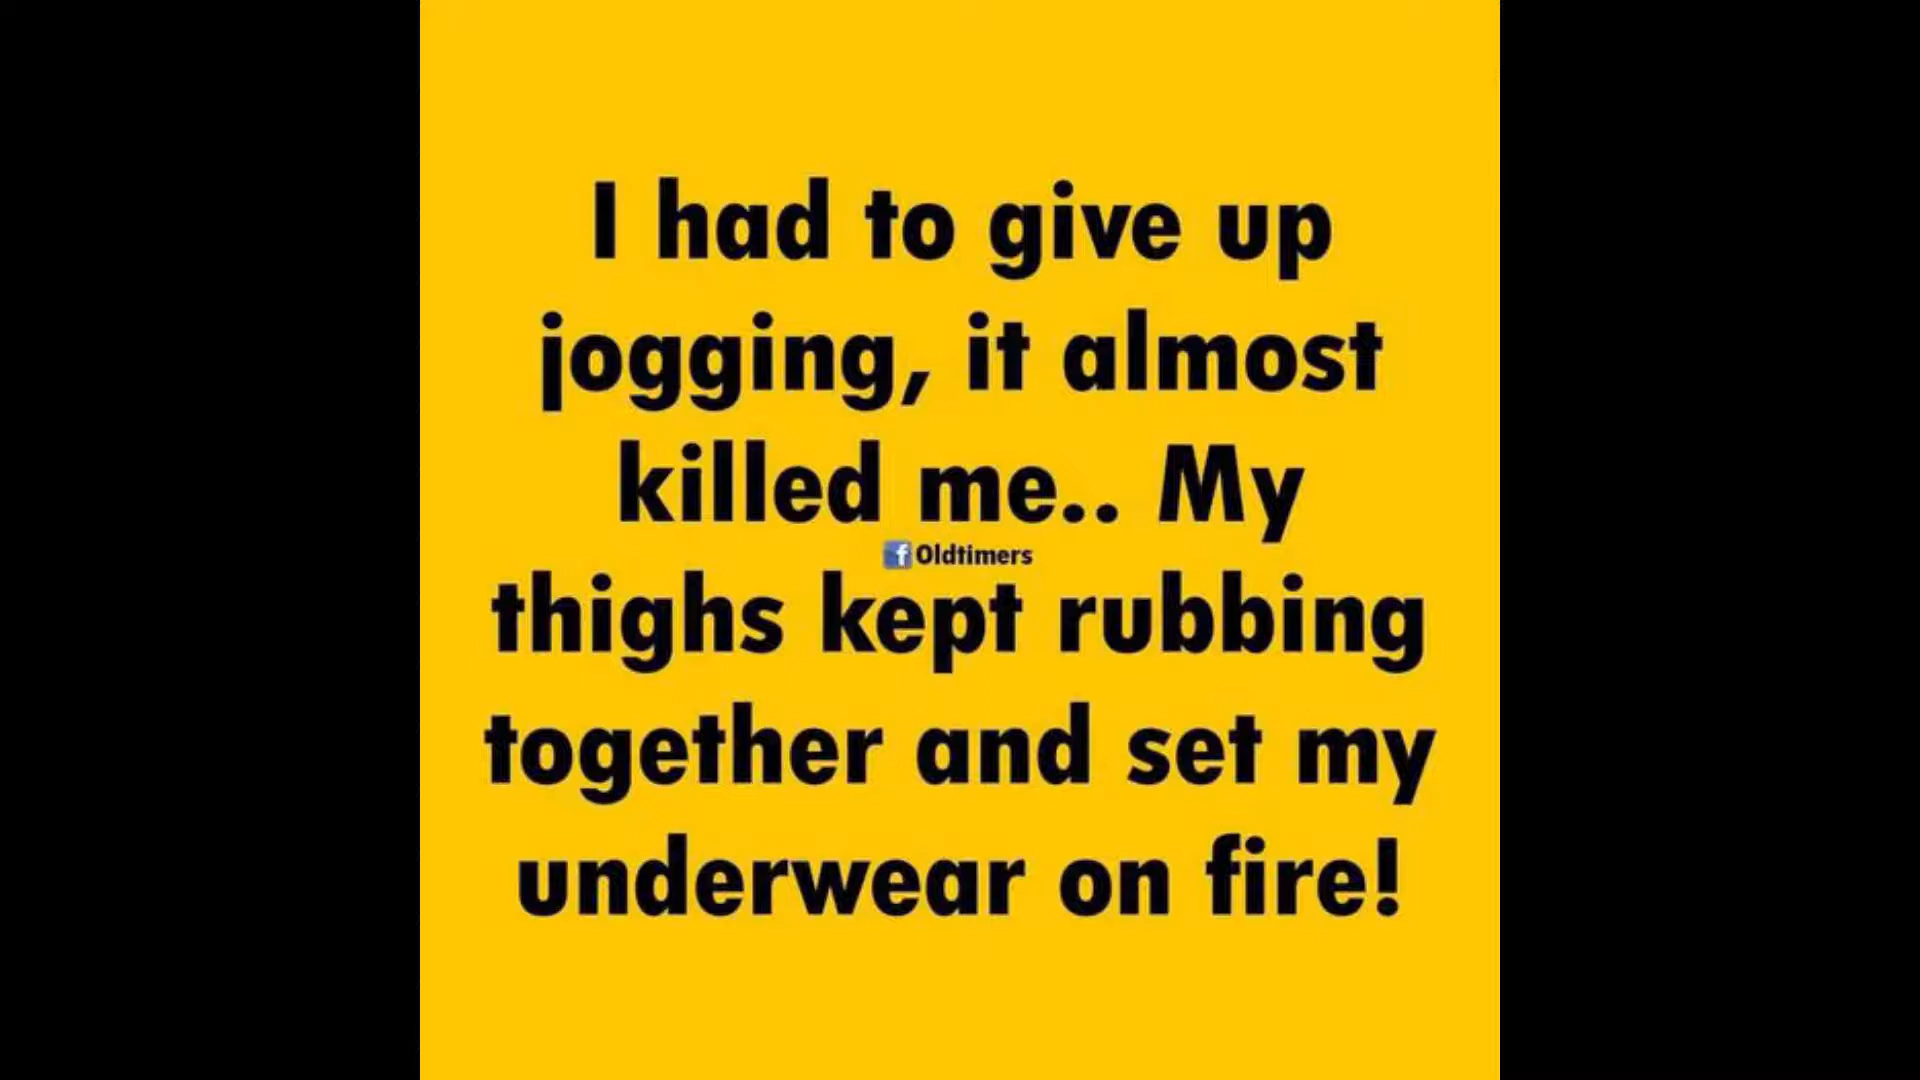 I had to give up
jogging, it almost
killed me.. My
f Oldtimers
thighs kept rubbing
together and set my
underwear on fire!